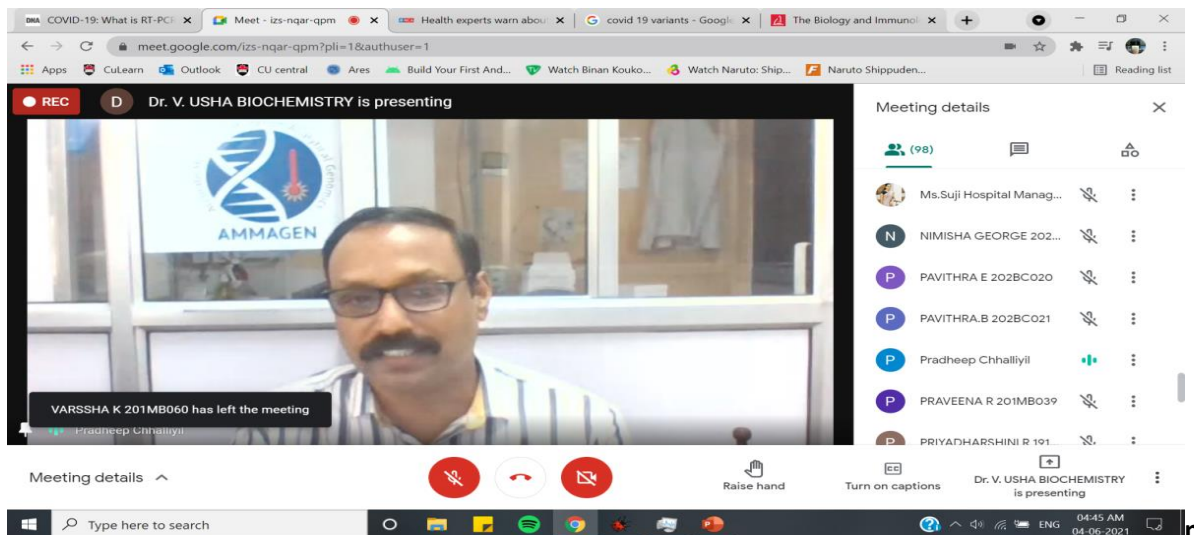 COVID-19: What is RT-PCR
Meet - izs-nqar-qpm
Health experts warn abou
covid 19 variants - Google
The Biology and Immunol
meet.google.com/izs-nqar-qpm?pli=1&authuser=1
Apps
CuLearn
Outlook
CU central
Ares
Build Your First And...
Watch Binan Kouko...
Watch Naruto: Ship...
Naruto Shippuden...
Reading list
REC
D
Dr. V. USHA BIOCHEMISTRY is presenting
AMMAGEN
VARSSHA K 201MB060 has left the meeting
Pradheep Chhalliyil
Meeting details
(98)
Ms.Suji Hospital Manag...
N
NIMISHA GEORGE 202...
P
PAVITHRA E 202BC020
P
PAVITHRA.B 202BC021
P
Pradheep Chhalliyil
P
PRAVEENA R 201MB039
P
PRIYADHARSHINI R 191
Meeting details
Raise hand
CC
Turn on captions
Dr. V. USHA BIOCHEMISTRY
is presenting
Type here to search
ENG
04:45 AM
04-06-2021